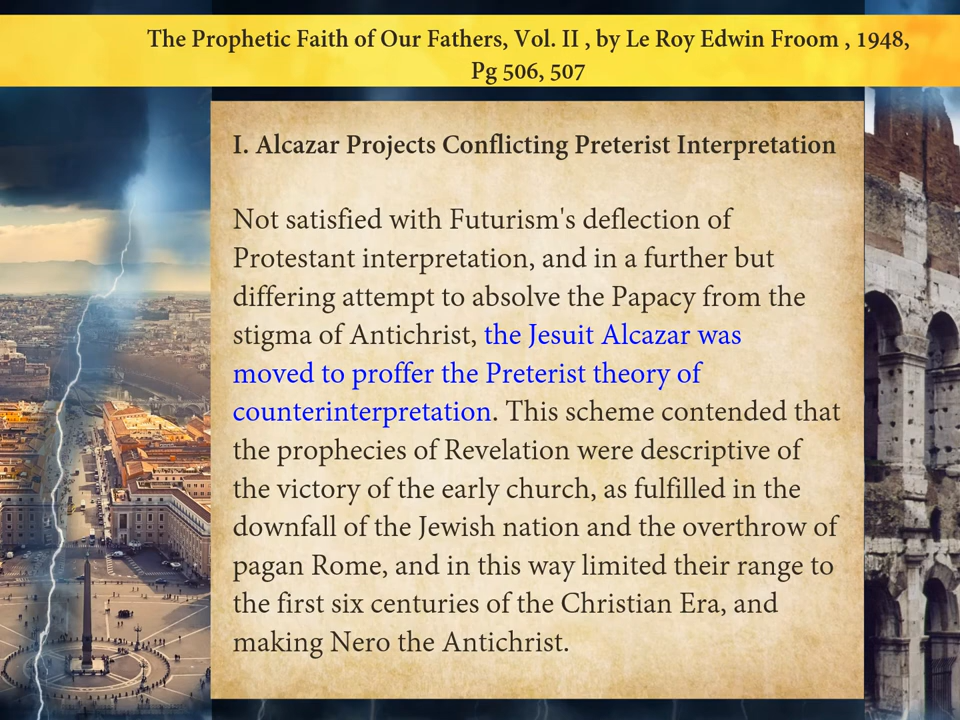 The Prophetic Faith of Our Fathers, Vol. II , by Le Roy Edwin Froom , 1948,
Pg 506, 507
I. Alcazar Projects Conflicting Preterist Interpretation
Not satisfied with Futurism's deflection of
Protestant interpretation, and in a further but
differing attempt to absolve the Papacy from the
stigma of Antichrist, the Jesuit Alcazar was
moved to proffer the Preterist theory of
counterinterpretation. This scheme contended that
the prophecies of Revelation were descriptive of
the victory of the early church, as fulfilled in the
downfall of the Jewish nation and the overthrow of
pagan Rome, and in this way limited their range to
the first six centuries of the Christian Era, and
making Nero the Antichrist.